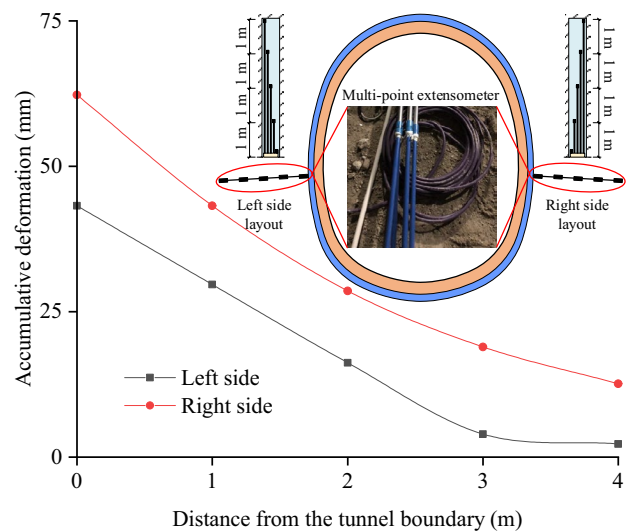 75
50
25
0
Accumulative deformation (mm)
1 m
1 m
1 m
1 m
1 m
1 m
1 m
1 m
Multi-point extensometer
Left side
layout
Right side
layout
Left side
Right side
0
1
2
3
4
Distance from the tunnel boundary (m)